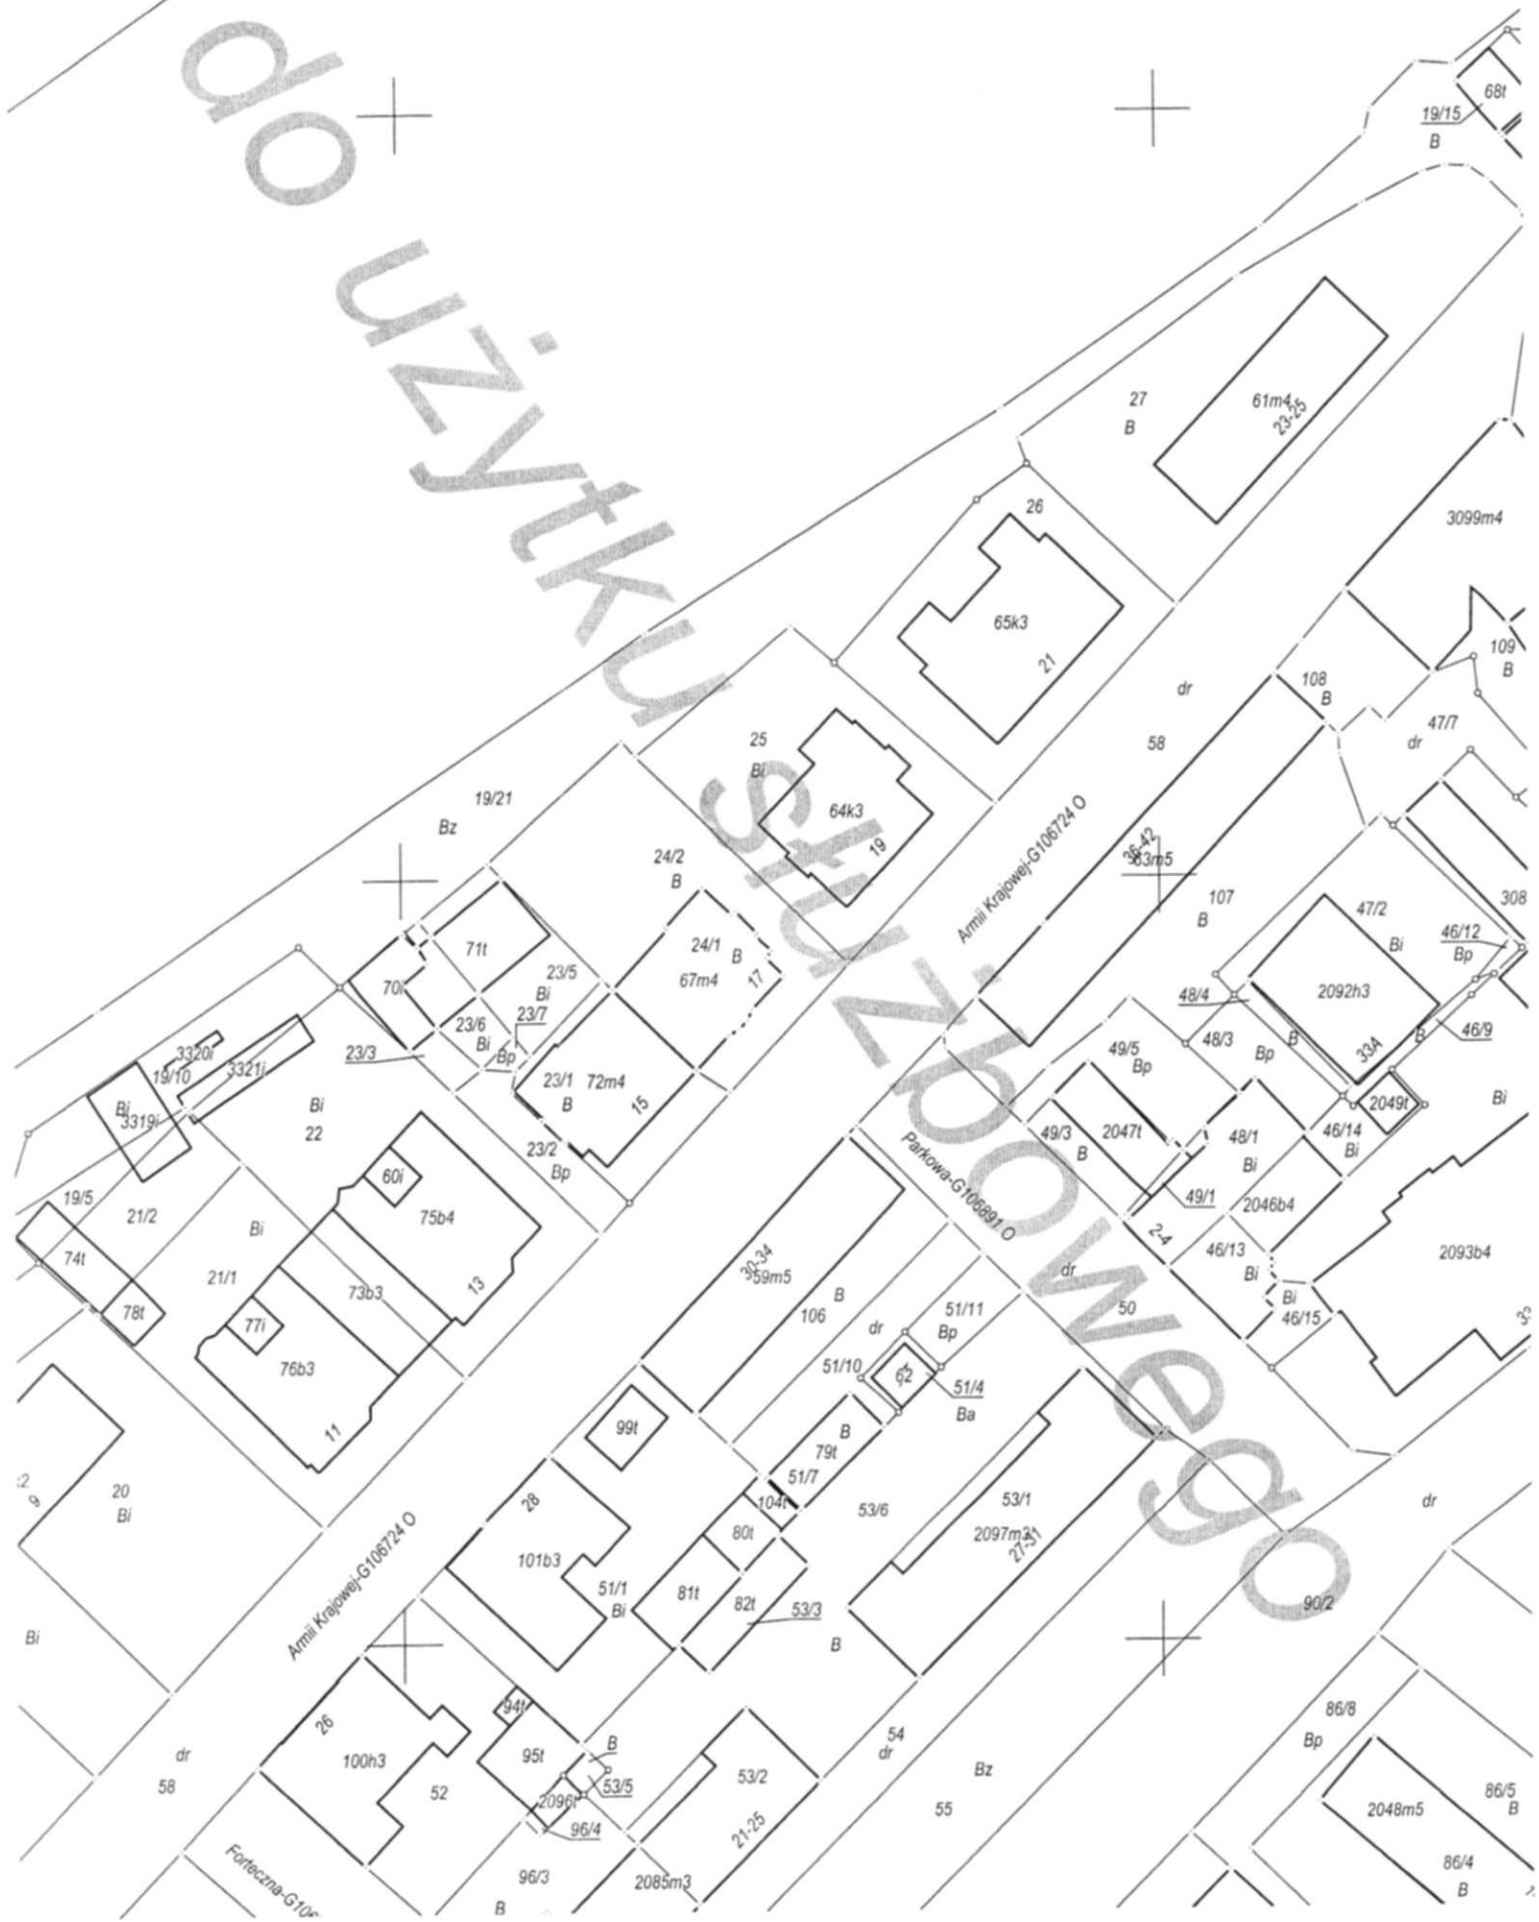 do użytku służbowego
68t
19/15
B
27
B
61m4
23-25
26
3099m4
65k3
21
109
B
108
B
dr
58
47/7
dr
25
Bi
64k3
19
19/21
Bz
24/2
B
Armii Krajowej-G106724 O
36-42
63m5
107
B
47/2
Bi
308
46/12
Bp
24/1
B
67m4
17
71t
70i
23/5
Bi
23/7
23/6
Bi
Bp
23/3
2092h3
48/4
48/3
Bp
B
33A
B
46/9
3320i
19/10
3321i
Bi
3319i
Bi
22
23/1
72m4
B
15
23/2
Bp
49/5
Bp
2049t
Bi
49/3
B
2047t
48/1
Bi
46/14
Bi
49/1
2046b4
Parkowa-G106891 O
2-4
46/13
Bi
2093b4
60i
75b4
13
19/5
21/2
Bi
74t
78t
21/1
73b3
77i
76b3
11
30-34
59m5
B
106
dr
51/11
Bp
dr
50
Bi
46/15
51/10
62
51/4
Ba
99t
B
79t
51/7
104t
80t
53/6
53/1
2097m3
27-31
dr
20
Bi
28
101b3
51/1
Bi
81t
82t
53/3
B
90/2
Armii Krajowej-G106724 O
Bi
94t
95t
B
53/5
2096t
96/4
26
100h3
52
dr
58
54
dr
53/2
21-25
Bz
55
86/8
Bp
2048m5
86/5
B
86/4
B
Forteczna-G106
96/3
B
2085m3